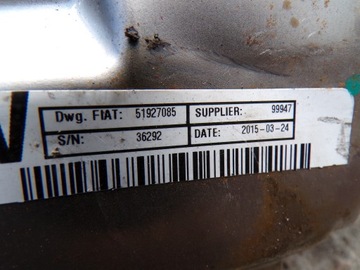 Dwg. FIAT: 51927085 SUPPLIER: 99947
S/N: 36292 DATE: 2015-03-24